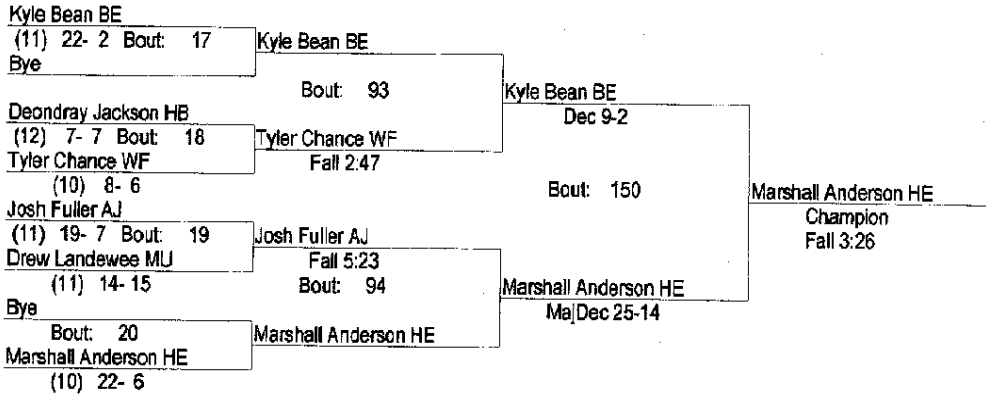 Kyle Bean BE
(11) 22- 2 Bout: 17
Bye
Kyle Bean BE
Bout: 93
Deondray Jackson HB
(12) 7- 7 Bout: 18
Tyler Chance WF
(10) 8- 6
Tyler Chance WF
Fall 2:47
Kyle Bean BE
Dec 9-2
Bout: 150
Josh Fuller AJ
(11) 19- 7 Bout: 19
Drew Landewee MU
(11) 14- 15
Josh Fuller AJ
Fall 5:23
Bout: 94
Bye
Bout: 20
Marshall Anderson HE
(10) 22- 6
Marshall Anderson HE
Marshall Anderson HE
Maj Dec 25-14
Marshall Anderson HE
Champion
Fall 3:26